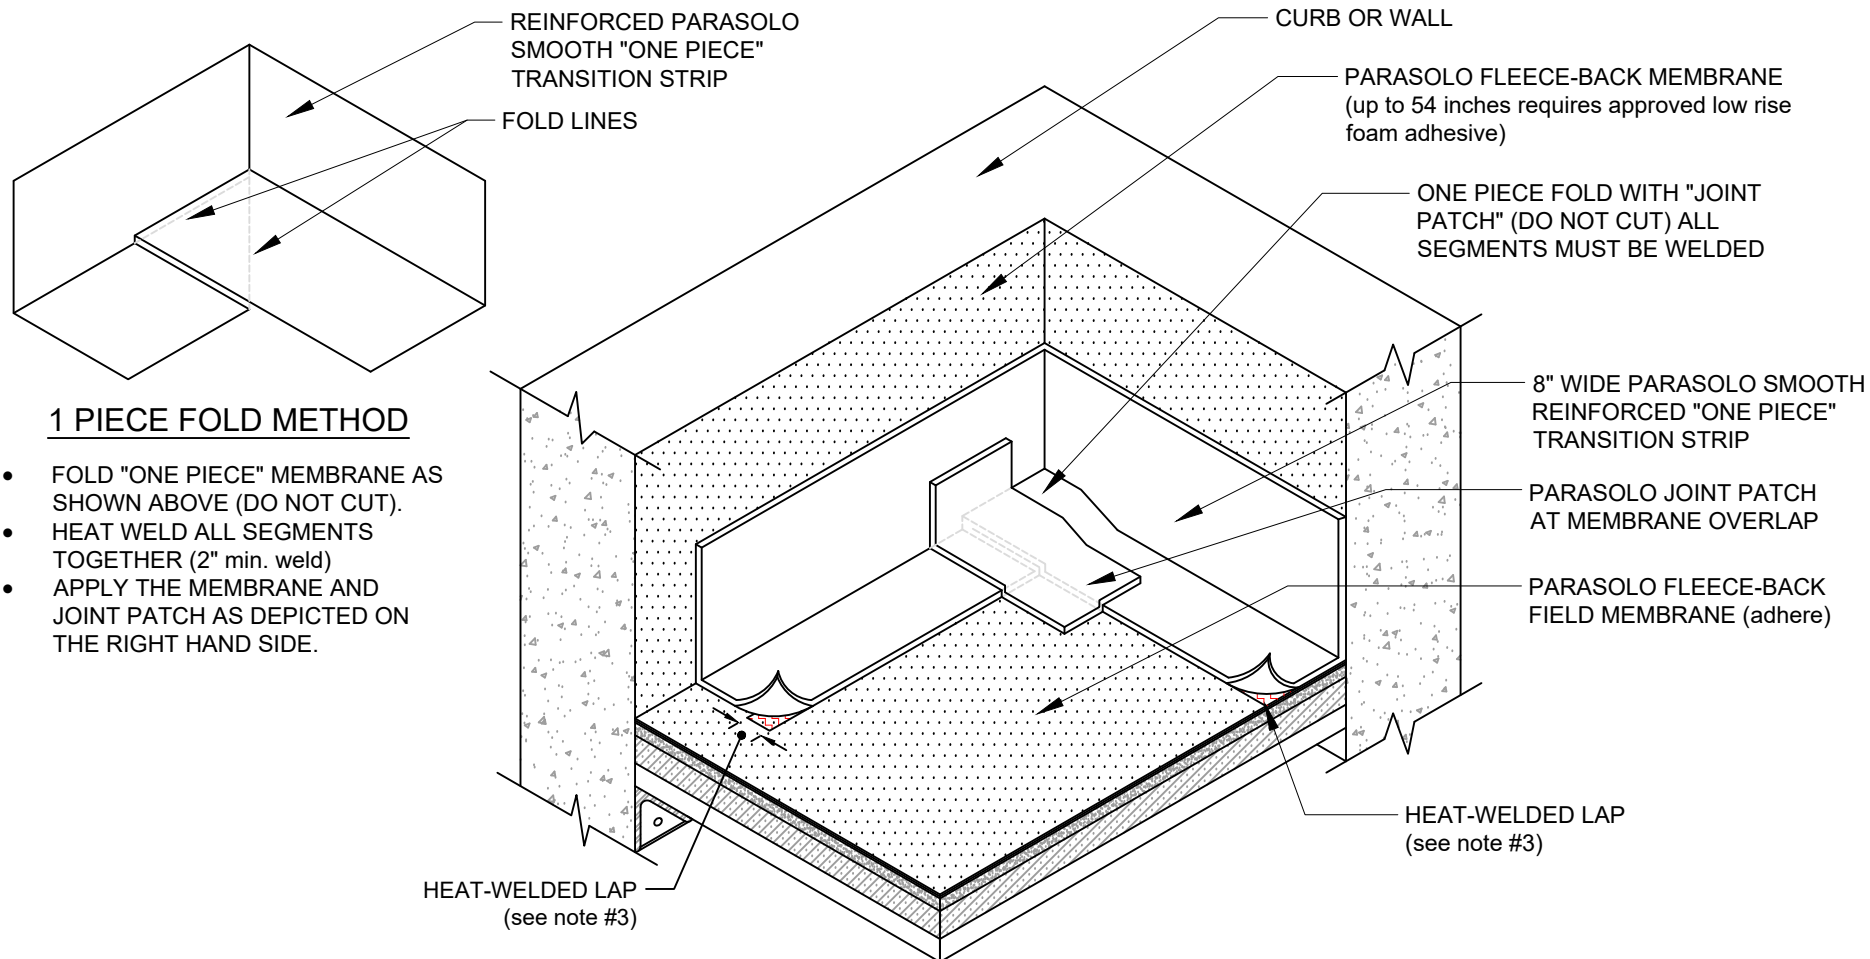 REINFORCED PARASOLO
SMOOTH "ONE PIECE"
TRANSITION STRIP
FOLD LINES
1 PIECE FOLD METHOD
• FOLD "ONE PIECE" MEMBRANE AS
SHOWN ABOVE (DO NOT CUT).
• HEAT WELD ALL SEGMENTS
TOGETHER (2" min. weld)
• APPLY THE MEMBRANE AND
JOINT PATCH AS DEPICTED ON
THE RIGHT HAND SIDE.
CURB OR WALL
PARASOLO FLEECE-BACK MEMBRANE
(up to 54 inches requires approved low rise
foam adhesive)
ONE PIECE FOLD WITH "JOINT
PATCH" (DO NOT CUT) ALL
SEGMENTS MUST BE WELDED
8" WIDE PARASOLO SMOOTH
REINFORCED "ONE PIECE"
TRANSITION STRIP
PARASOLO JOINT PATCH
AT MEMBRANE OVERLAP
PARASOLO FLEECE-BACK
FIELD MEMBRANE (adhere)
HEAT-WELDED LAP
(see note #3)
HEAT-WELDED LAP
(see note #3)